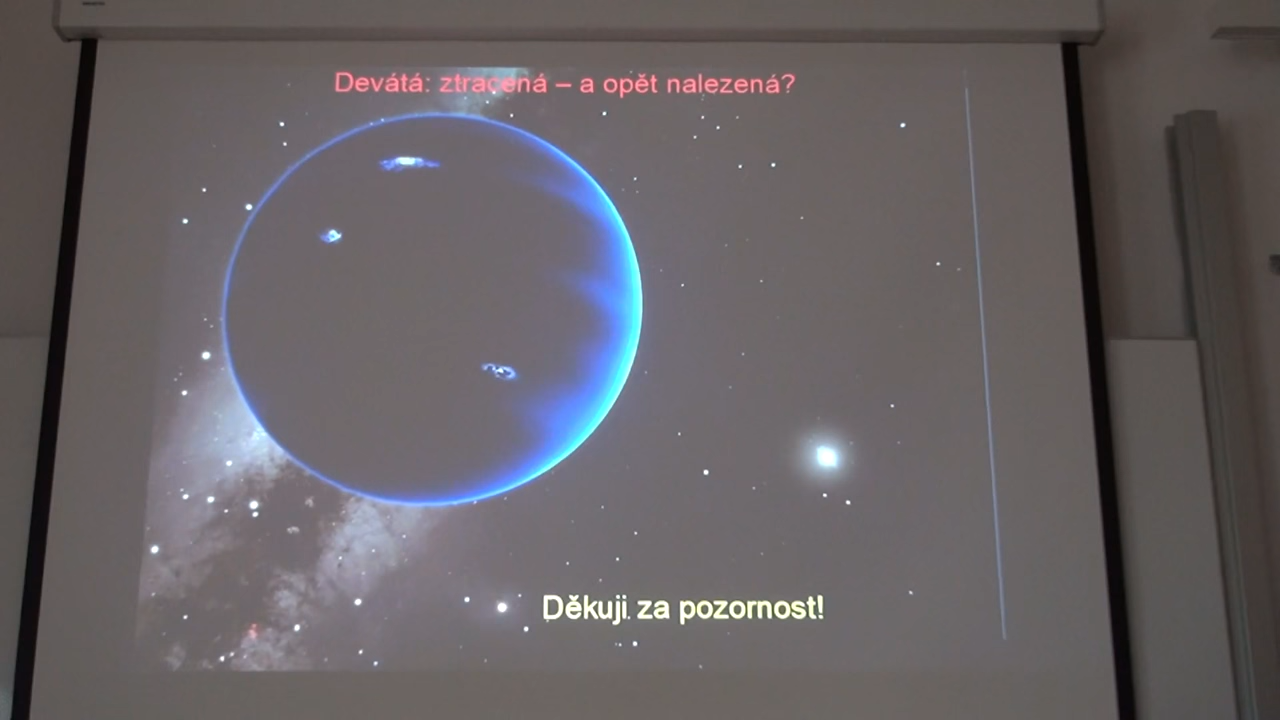 Devátá: ztracená – a opět nalezená?
Děkuji za pozornost!